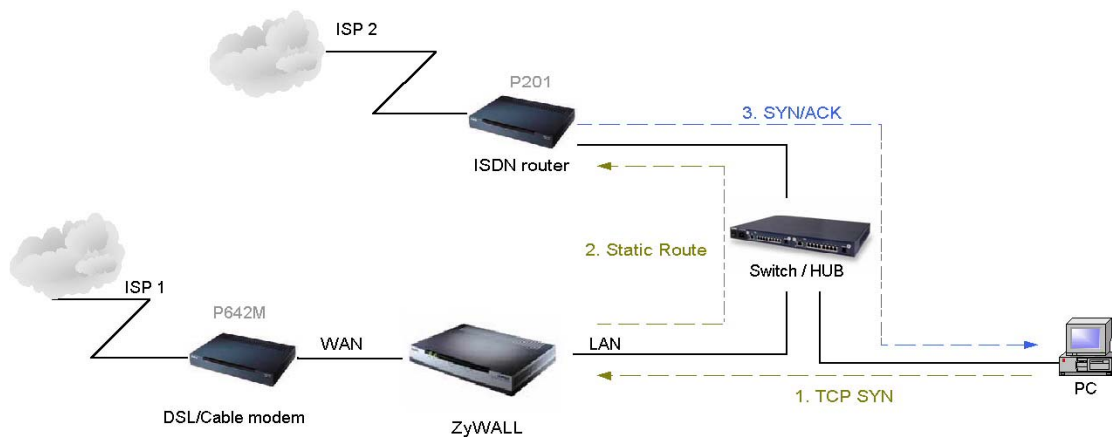 ISP 2
P201
3. SYN/ACK
ISDN router
2. Static Route
Switch / HUB
ISP 1
P642M
WAN
LAN
PC
1. TCP SYN
DSL/Cable modem
ZyWALL